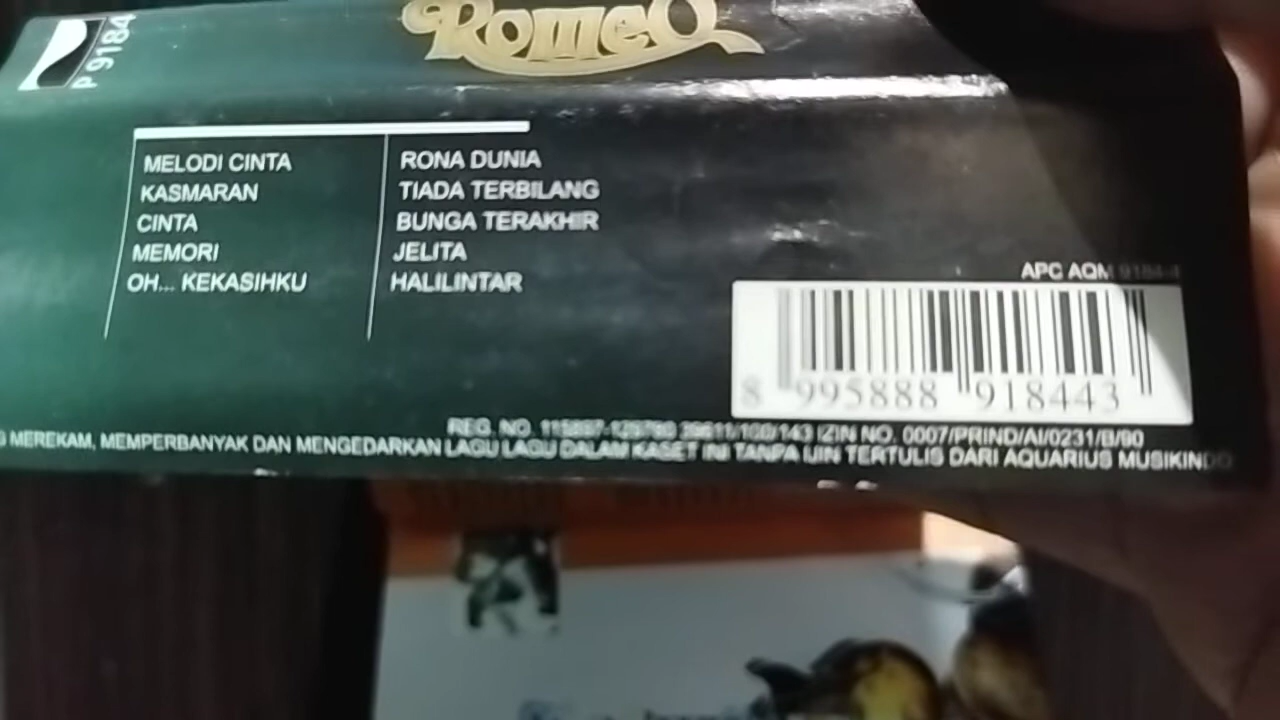 Romeo
P 9184
MELODI CINTA
KASMARAN
CINTA
MEMORI
OH... KEKASIHKU
RONA DUNIA
TIADA TERBILANG
BUNGA TERAKHIR
JELITA
HALILINTAR
APC AQM 9184-4
8 995888 918443
REG. NO. IZIN NO. 0007/PRIND/AI/0231/B/90
MEREKAM, MEMPERBANYAK DAN MENGEDARKAN LAGU LAGU DALAM KASET INI TANPA IJIN TERTULIS DARI AQUARIUS MUSIKINDO